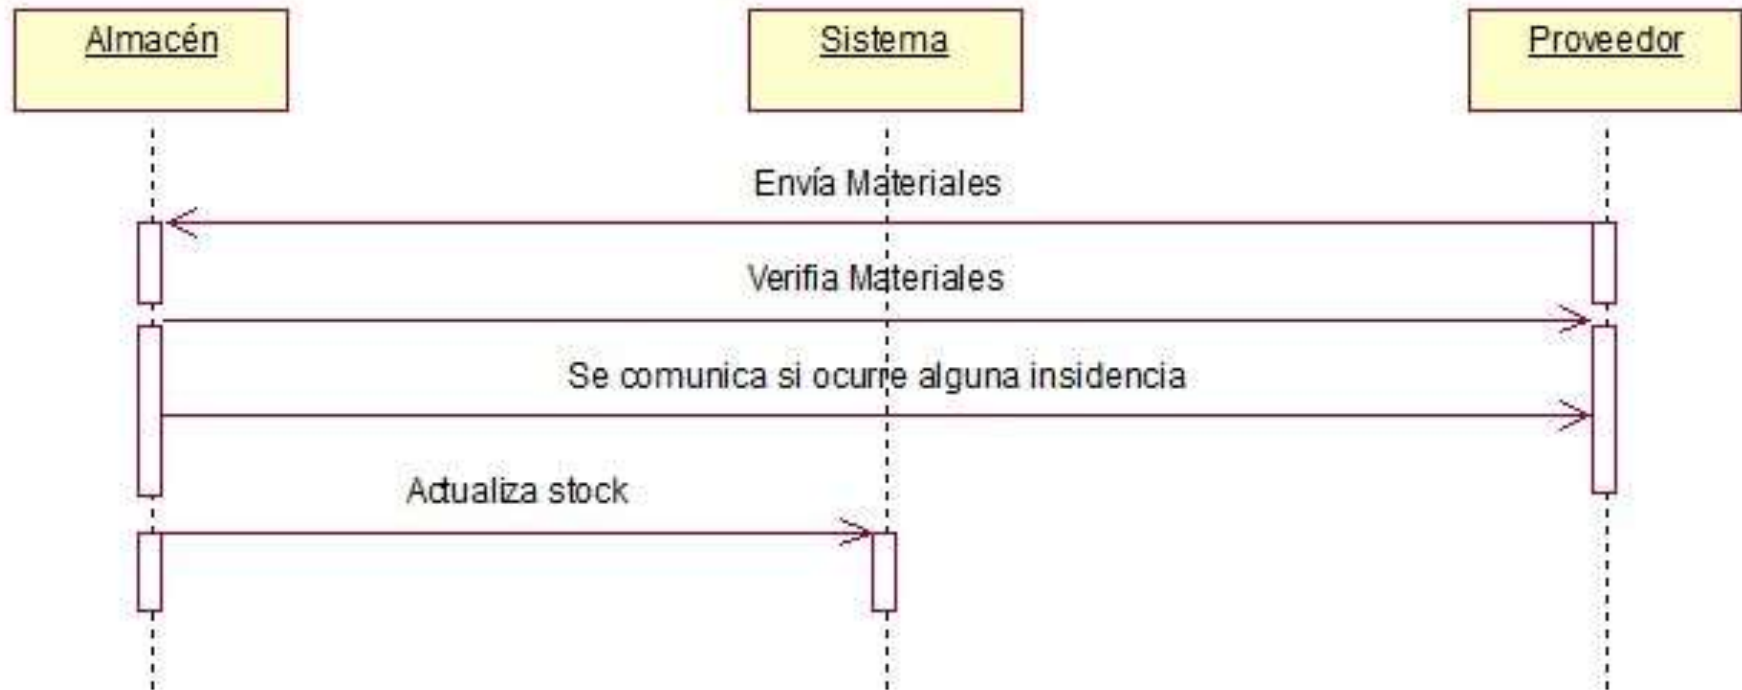 Almacén
Sistema
Proveedor
Envía Materiales
Verifia Materiales
Se comunica si ocurre alguna insidencia
Actualiza stock